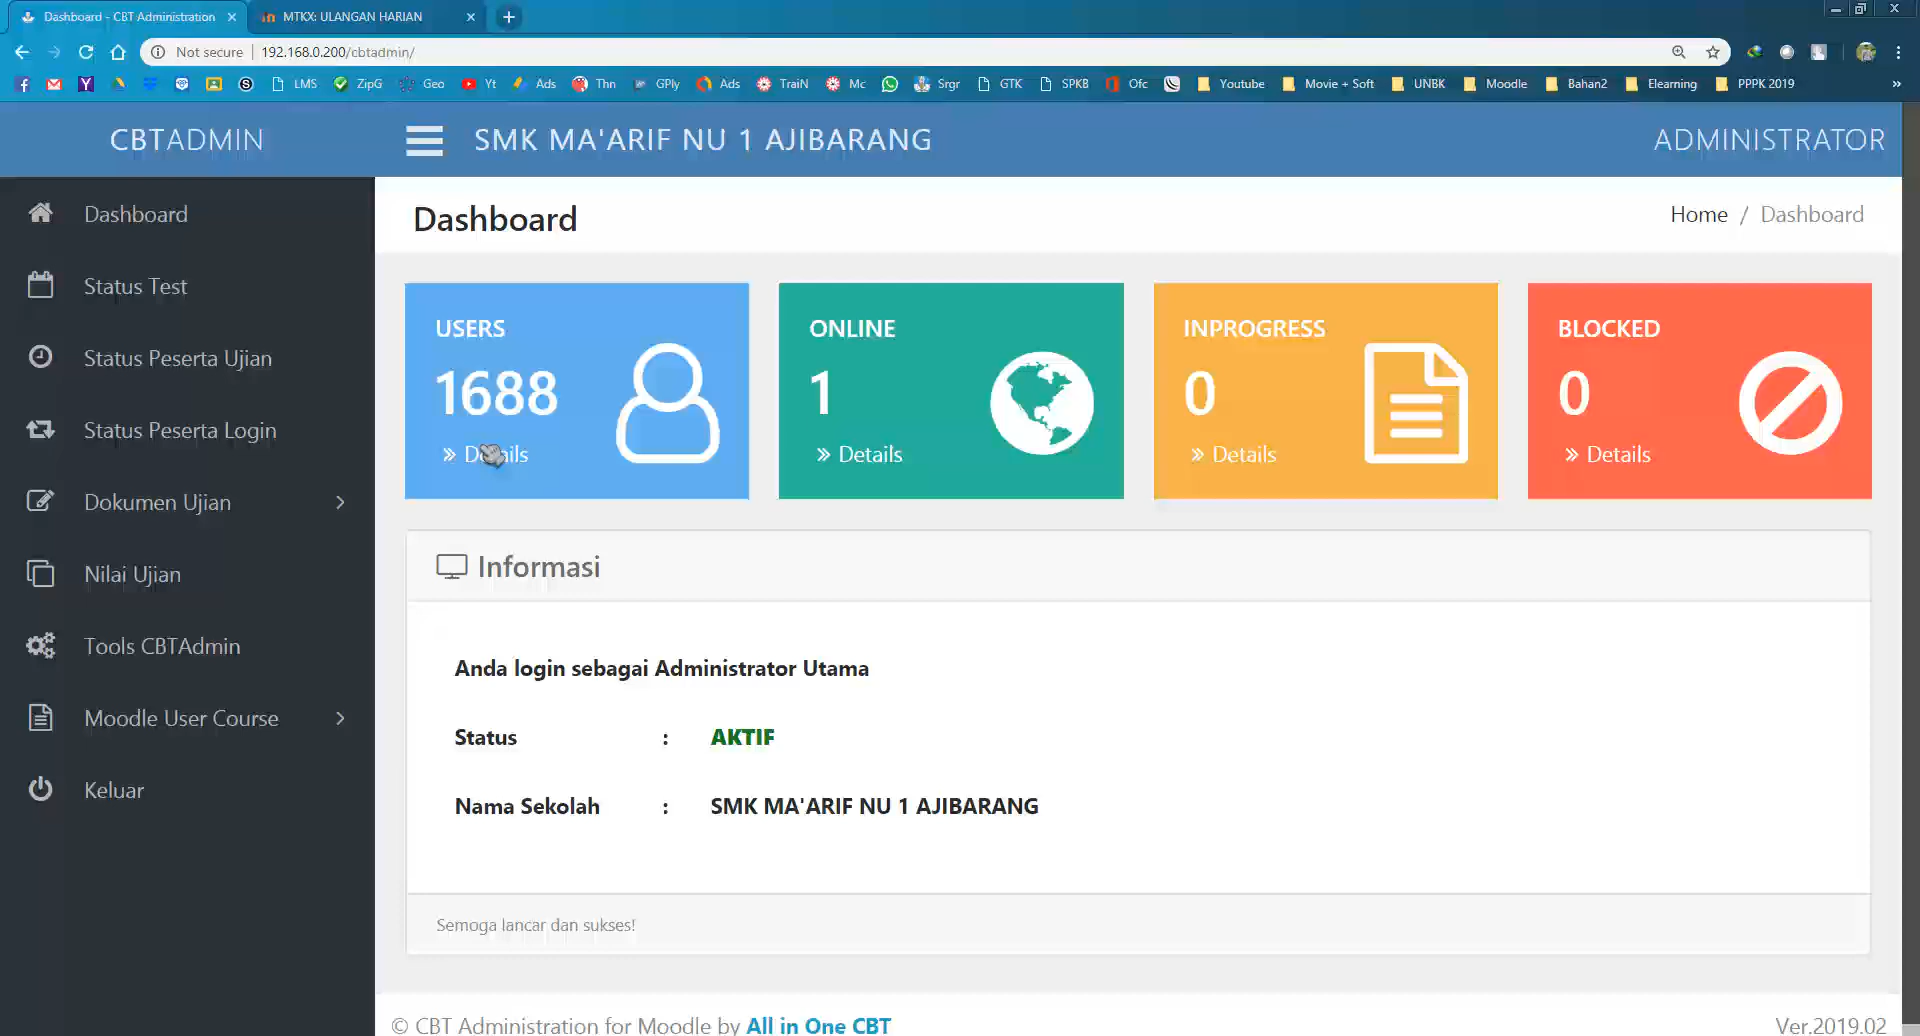 Dashboard - CBT Administration
MTKX: ULANGAN HARIAN
Not secure
192.168.0.200/cbtadmin/
LMS
ZipG
Geo
Yt
Ads
Thn
GPly
Ads
TraiN
Mc
Srgr
GTK
SPKB
Ofc
Youtube
Movie + Soft
UNBK
Moodle
Bahan2
Elearning
PPPK 2019
CBTADMIN
SMK MA'ARIF NU 1 AJIBARANG
ADMINISTRATOR
Dashboard
Status Test
Status Peserta Ujian
Status Peserta Login
Dokumen Ujian
Nilai Ujian
Tools CBTAdmin
Moodle User Course
Keluar
Dashboard
Home / Dashboard
USERS
1688
» Details
ONLINE
1
» Details
INPROGRESS
0
» Details
BLOCKED
0
» Details
Informasi
Anda login sebagai Administrator Utama
Status : AKTIF
Nama Sekolah : SMK MA'ARIF NU 1 AJIBARANG
Semoga lancar dan sukses!
© CBT Administration for Moodle by All in One CBT
Ver.2019.02